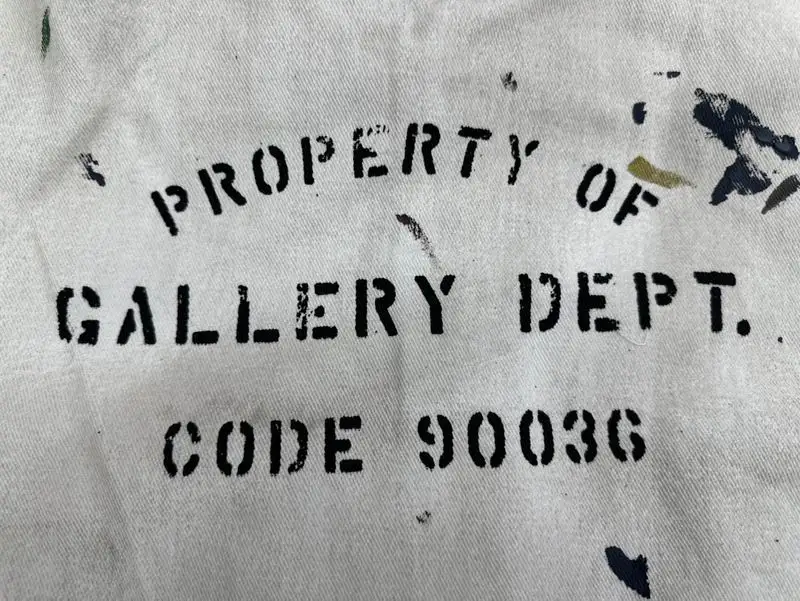 PROPERTY OF
GALLERY DEPT.
CODE 90036